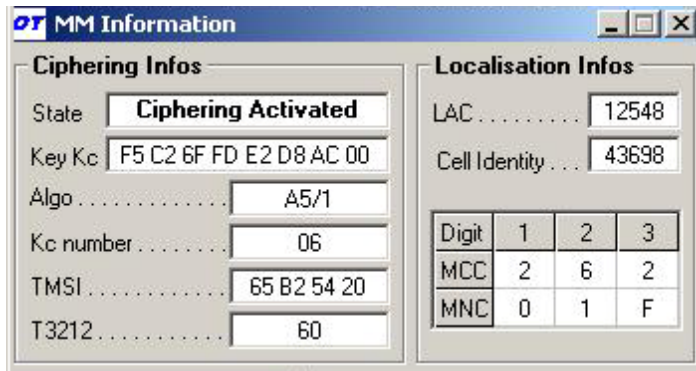 OT MM Information
Ciphering Infos
State Ciphering Activated
Key Kc F5 C2 6F FD E2 D8 AC 00
Algo . . . . . . . . . . . . . A5/1
Kc number . . . . . . . . 06
TMSI . . . . . . . . . . . . 65 B2 54 20
T3212 . . . . . . . . . . . 60
Localisation Infos
LAC . . . . . . . . . 12548
Cell Identity . . . 43698
Digit 1 2 3
MCC 2 6 2
MNC 0 1 F